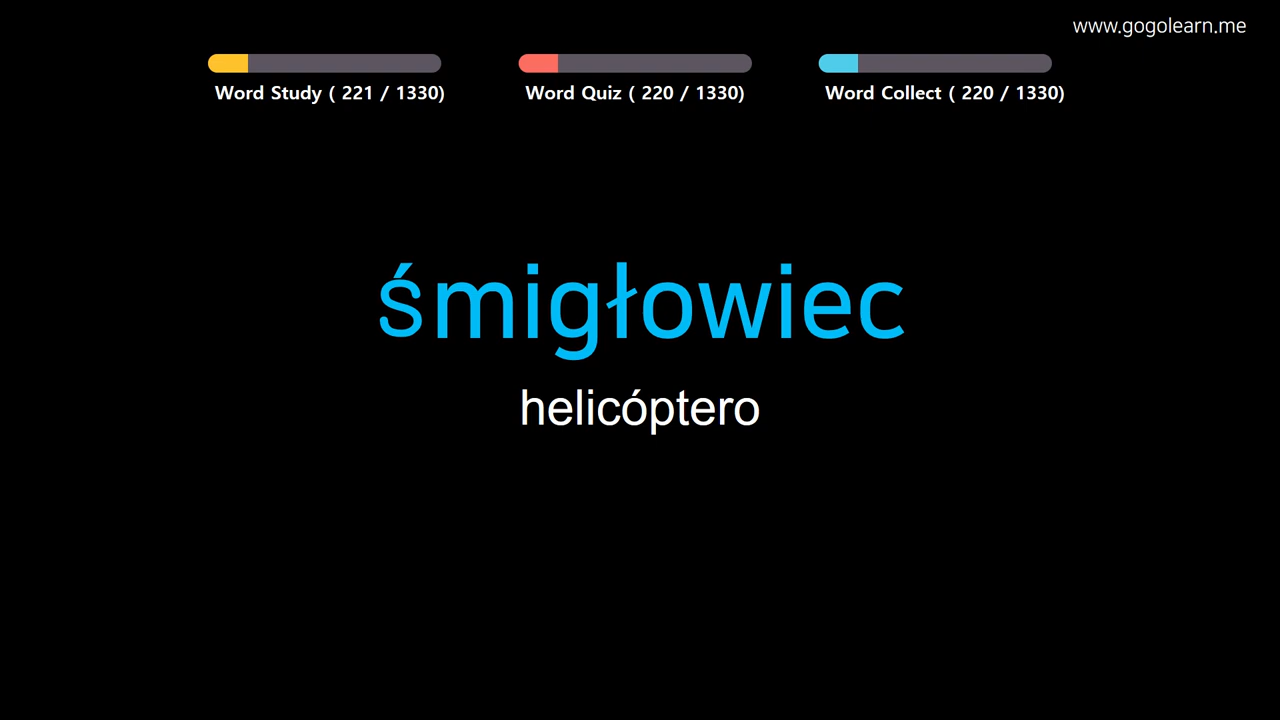 www.gogolearn.me
Word Study ( 221 / 1330)
Word Quiz ( 220 / 1330)
Word Collect ( 220 / 1330)
śmigłowiec
helicóptero